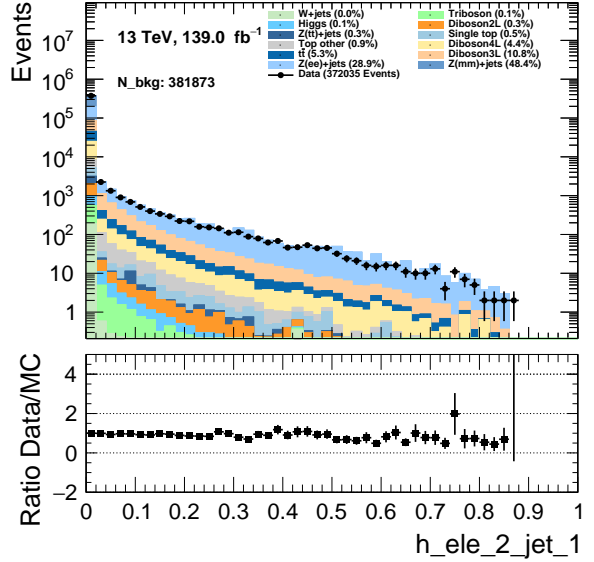 Events
13 TeV, 139.0 fb⁻¹
N_bkg: 381873
W+jets (0.0%)
Higgs (0.1%)
Z(tt)+jets (0.3%)
Top other (0.9%)
tt̄ (5.3%)
Z(ee)+jets (28.9%)
Data (372035 Events)
Triboson (0.1%)
Diboson2L (0.3%)
Single top (0.5%)
Diboson4L (4.4%)
Diboson3L (10.8%)
Z(mm)+jets (48.4%)
10⁷
10⁶
10⁵
10⁴
10³
10²
10
1
Ratio Data/MC
4
2
0
−2
0 0.1 0.2 0.3 0.4 0.5 0.6 0.7 0.8 0.9 1
h_ele_2_jet_1